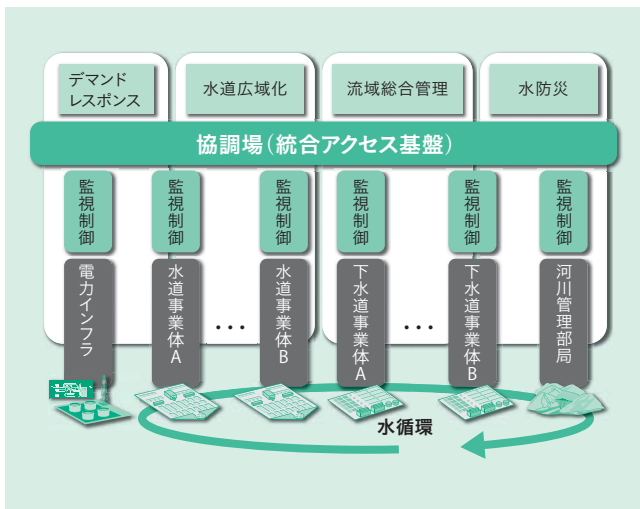 デマンド
レスポンス
水道広域化
流域総合管理
水防災
協調場（統合アクセス基盤）
監視制御
監視制御
監視制御
監視制御
監視制御
監視制御
電力インフラ
水道事業体A
…
水道事業体B
下水道事業体A
…
下水道事業体B
河川管理部局
水循環